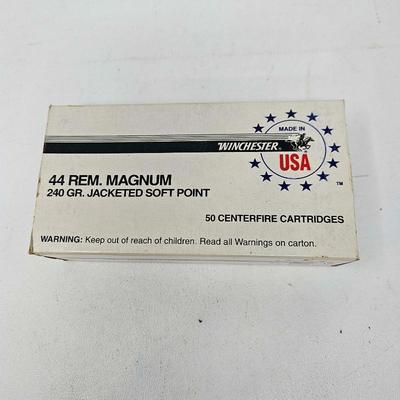 MADE IN
WINCHESTER
USA
TM
44 REM. MAGNUM
240 GR. JACKETED SOFT POINT
50 CENTERFIRE CARTRIDGES
WARNING: Keep out of reach of children. Read all Warnings on carton.